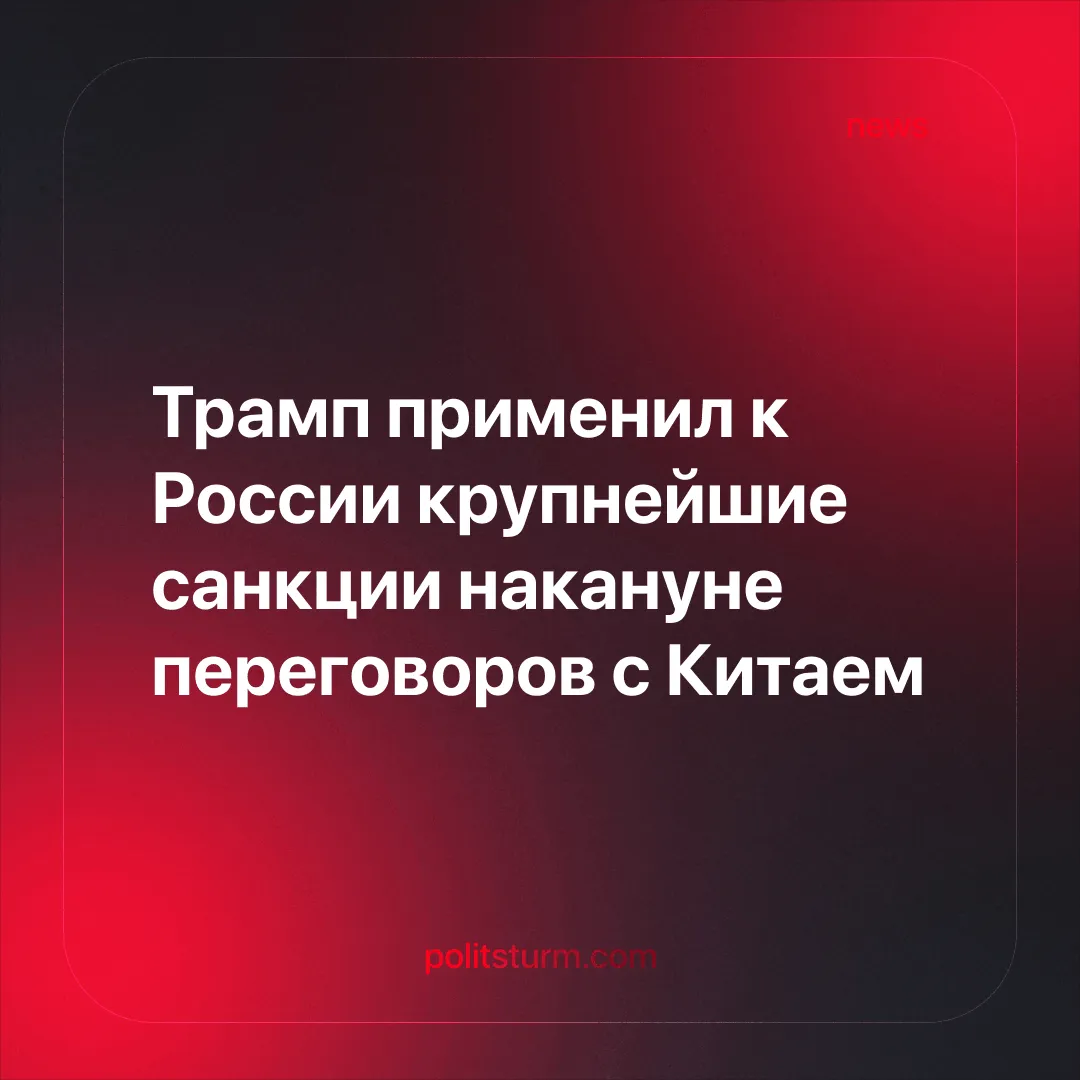 news
Трамп применил к
России крупнейшие
санкции накануне
переговоров с Китаем
politsturm.com